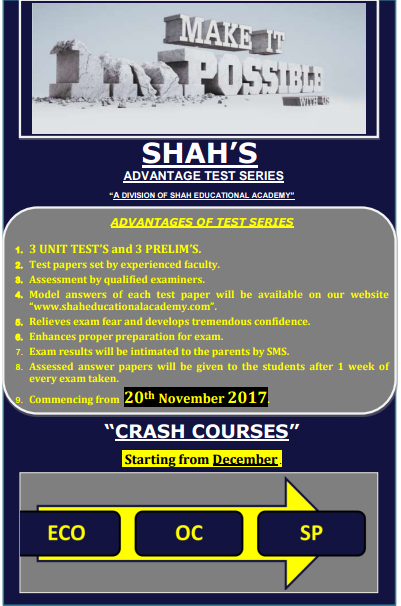 MAKE IT
IMPOSSIBLE
WITH US
SHAH'S
ADVANTAGE TEST SERIES
"A DIVISION OF SHAH EDUCATIONAL ACADEMY"
ADVANTAGES OF TEST SERIES
1. 3 UNIT TEST'S and 3 PRELIM'S.
2. Test papers set by experienced faculty.
3. Assessment by qualified examiners.
4. Model answers of each test paper will be available on our website
"www.shaheducationalacademy.com".
5. Relieves exam fear and develops tremendous confidence.
6. Enhances proper preparation for exam.
7. Exam results will be intimated to the parents by SMS.
8. Assessed answer papers will be given to the students after 1 week of
every exam taken.
9. Commencing from 20th November 2017.
"CRASH COURSES"
Starting from December.
ECO OC SP